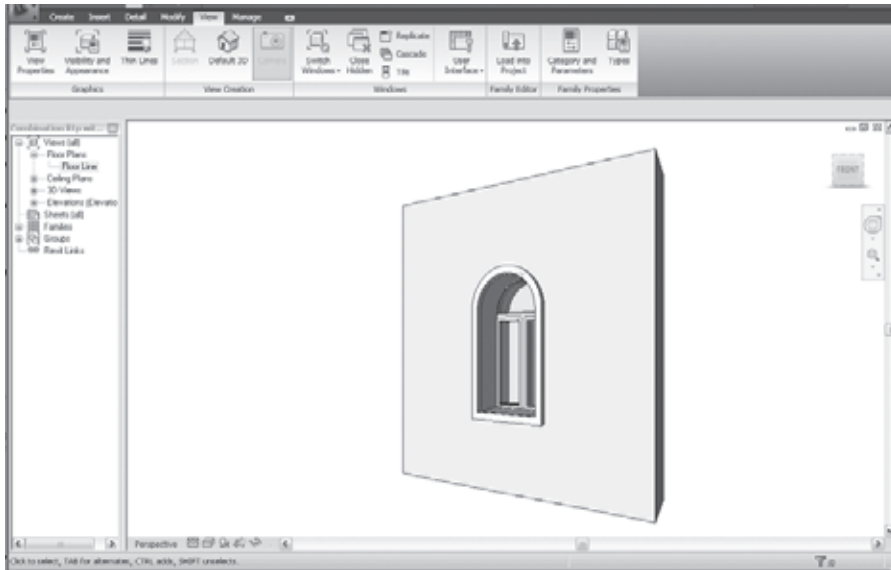 Create Insert Detail Modify View Manage
View Properties
Visibility and Appearance
Thin Lines
Section
Default 3D
Camera
Switch Windows
Close Hidden
Replicate
Cascade
Tile
User Interface
Load into Project
Category and Parameters
Types
Graphics
View Creation
Windows
Family Editor
Family Properties
Views (all)
Floor Plans
Floor Line
Ceiling Plans
3D Views
Elevations (Elevatio
Sheets (all)
Families
Groups
Revit Links
FRONT
Perspective
Click to select, TAB for alternates, CTRL adds, SHIFT unselects.